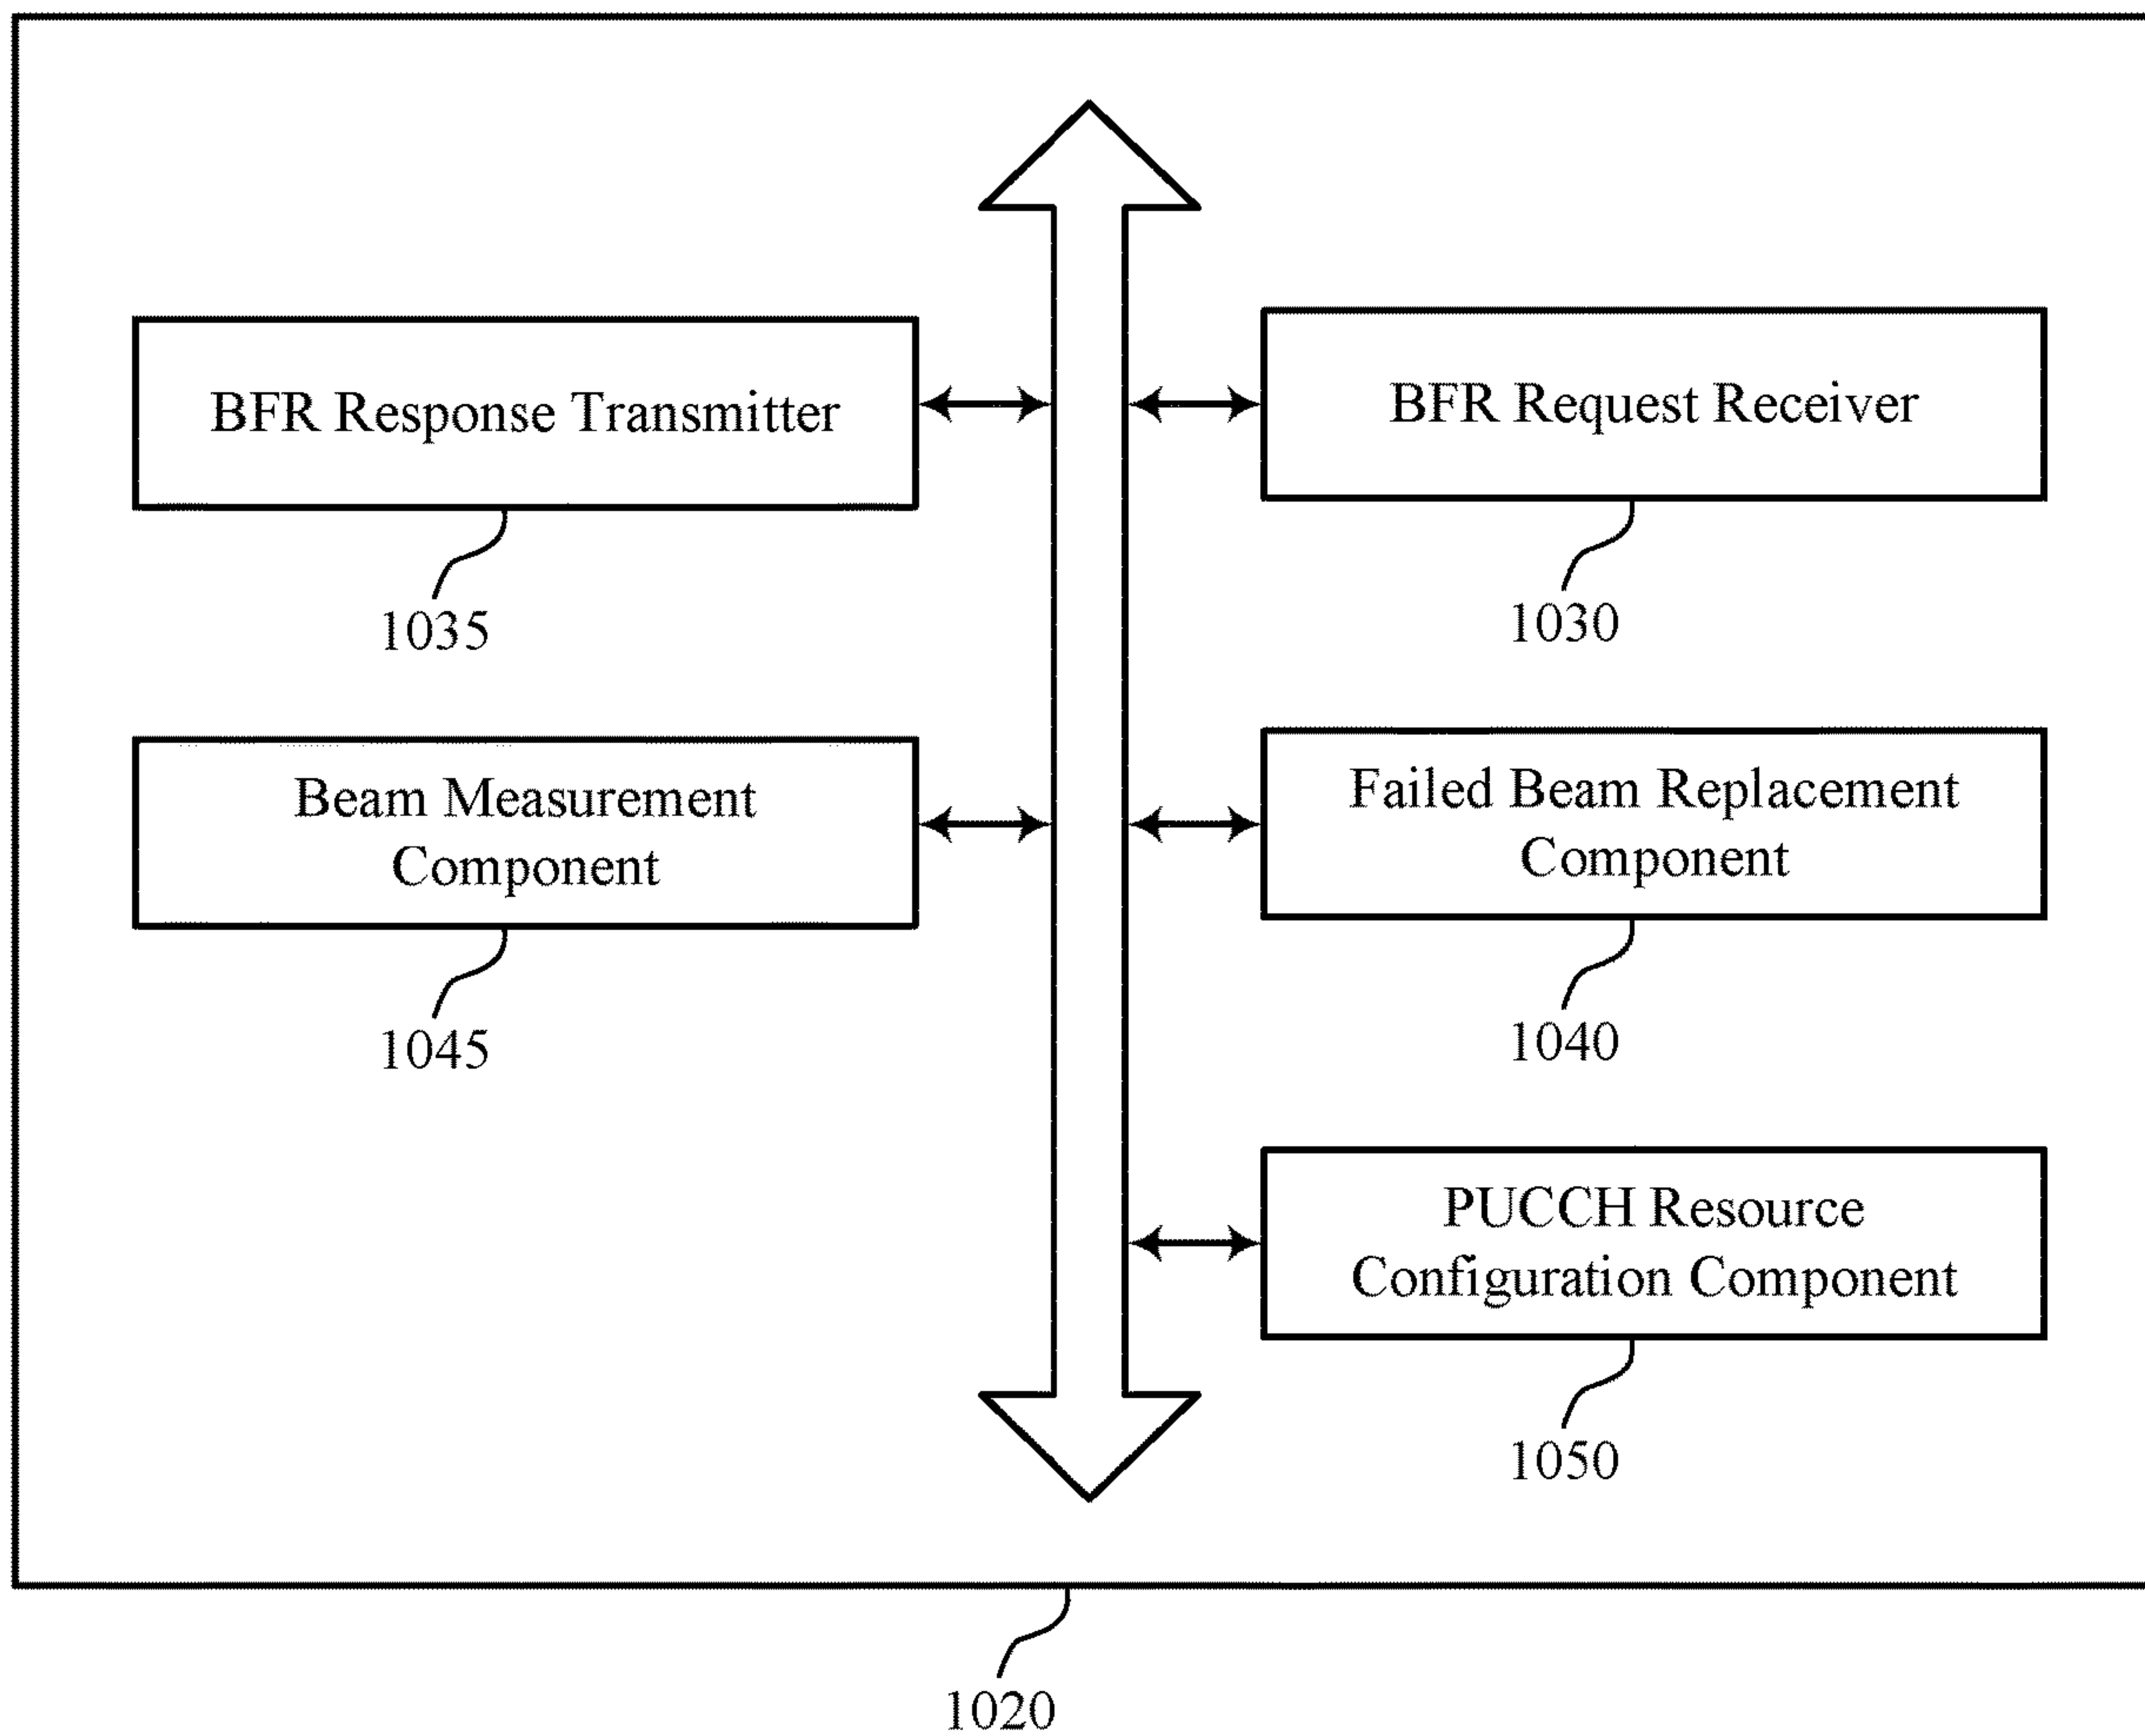 BFR Response Transmitter
1035
BFR Request Receiver
1030
Beam Measurement
Component
1045
Failed Beam Replacement
Component
1040
PUCCH Resource
Configuration Component
1050
1020